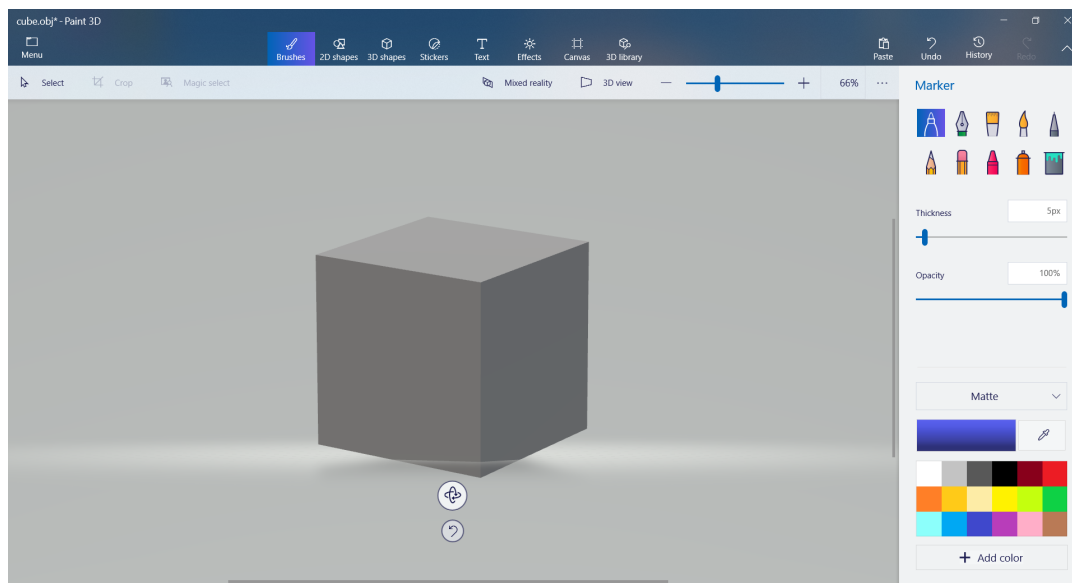 cube.obj* - Paint 3D
Menu
Brushes 2D shapes 3D shapes Stickers Text Effects Canvas 3D library
Paste Undo History Redo
Select Crop Magic select Mixed reality 3D view 66%
Marker
Thickness 5px
Opacity 100%
Matte
Add color